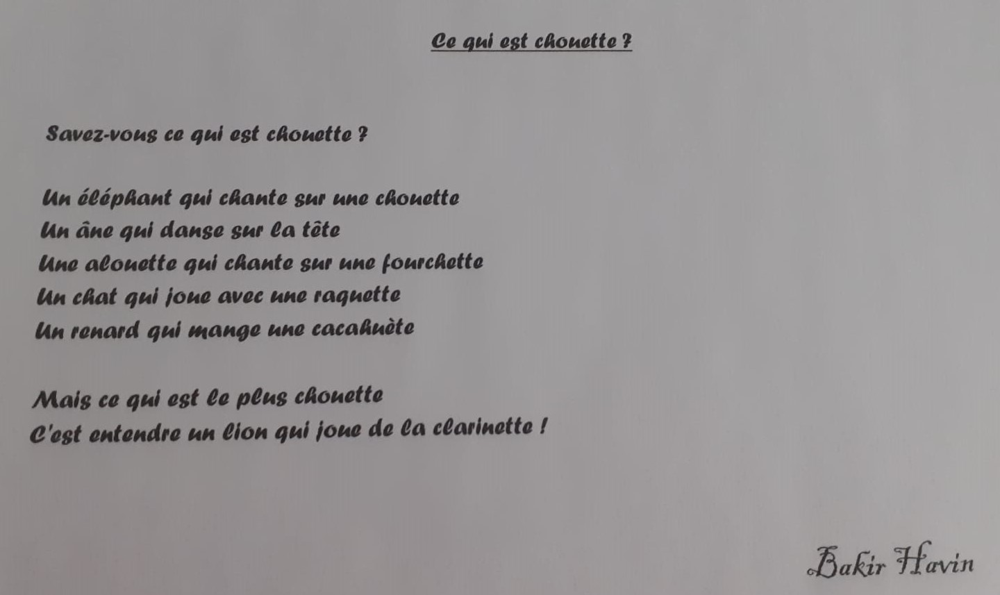 Ce qui est chouette ?
Savez-vous ce qui est chouette ?
Un éléphant qui chante sur une chouette
Un âne qui danse sur la tête
Une alouette qui chante sur une fourchette
Un chat qui joue avec une raquette
Un renard qui mange une cacahuète
Mais ce qui est le plus chouette
C'est entendre un lion qui joue de la clarinette !
Bakir Havin